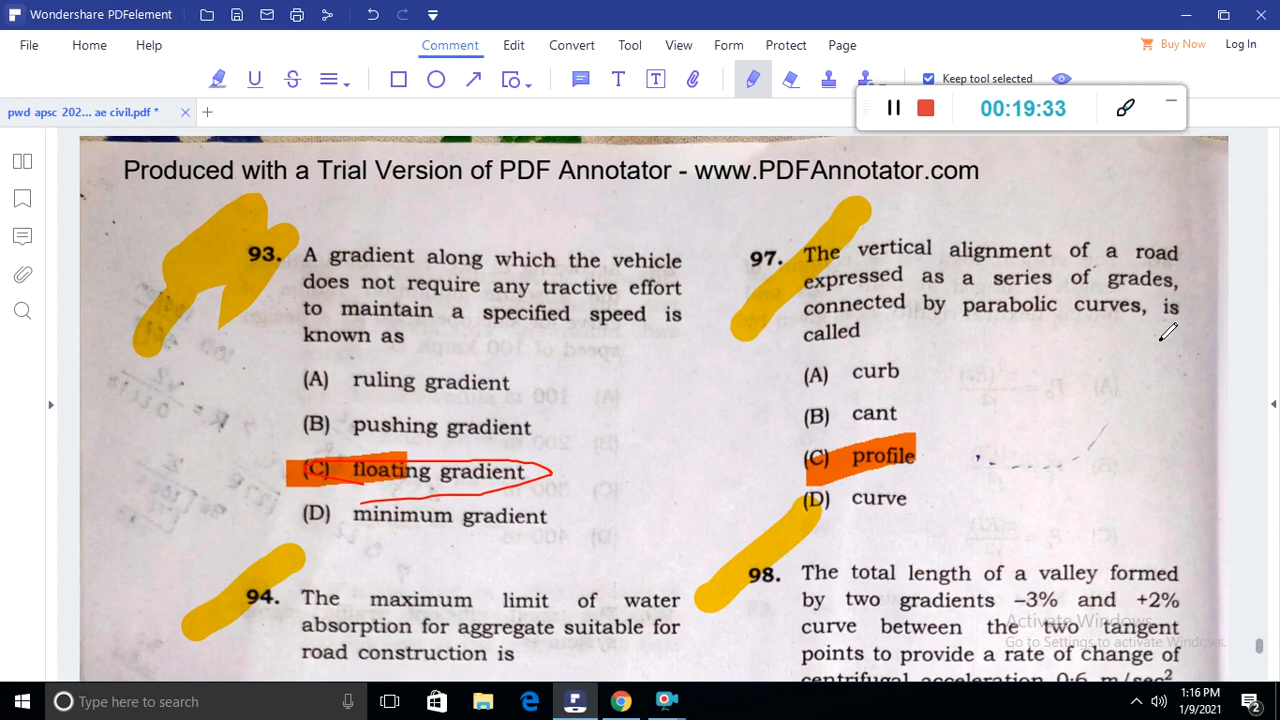 Wondershare PDFelement
File Home Help Comment Edit Convert Tool View Form Protect Page Buy Now Log In
Keep tool selected
pwd apsc 202... ae civil.pdf *
00:19:33
Produced with a Trial Version of PDF Annotator - www.PDFAnnotator.com
93. A gradient along which the vehicle
does not require any tractive effort
to maintain a specified speed is
known as
(A) ruling gradient
(B) pushing gradient
(C) floating gradient
(D) minimum gradient
94. The maximum limit of water
absorption for aggregate suitable for
road construction is
97. The vertical alignment of a road
expressed as a series of grades,
connected by parabolic curves, is
called
(A) curb
(B) cant
(C) profile
(D) curve
98. The total length of a valley formed
by two gradients –3% and +2%
curve between the two tangent
points to provide a rate of change of
centrifugal acceleration 0·6 m/sec²
Activate Windows
Go to Settings to activate Windows.
Type here to search
1:16 PM
1/9/2021
2